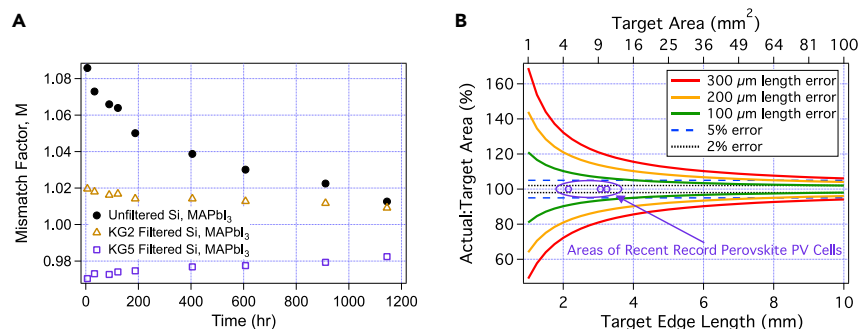 A
Mismatch Factor, M
1.08
1.06
1.04
1.02
1.00
0.98
Unfiltered Si, MAPbI3
KG2 Filtered Si, MAPbI3
KG5 Filtered Si, MAPbI3
0 200 400 600 800 1000 1200
Time (hr)
B
Target Area (mm2)
1 4 9 16 25 36 49 64 81 100
Actual:Target Area (%)
160
140
120
100
80
60
300 µm length error
200 µm length error
100 µm length error
5% error
2% error
Areas of Recent Record Perovskite PV Cells
2 4 6 8 10
Target Edge Length (mm)